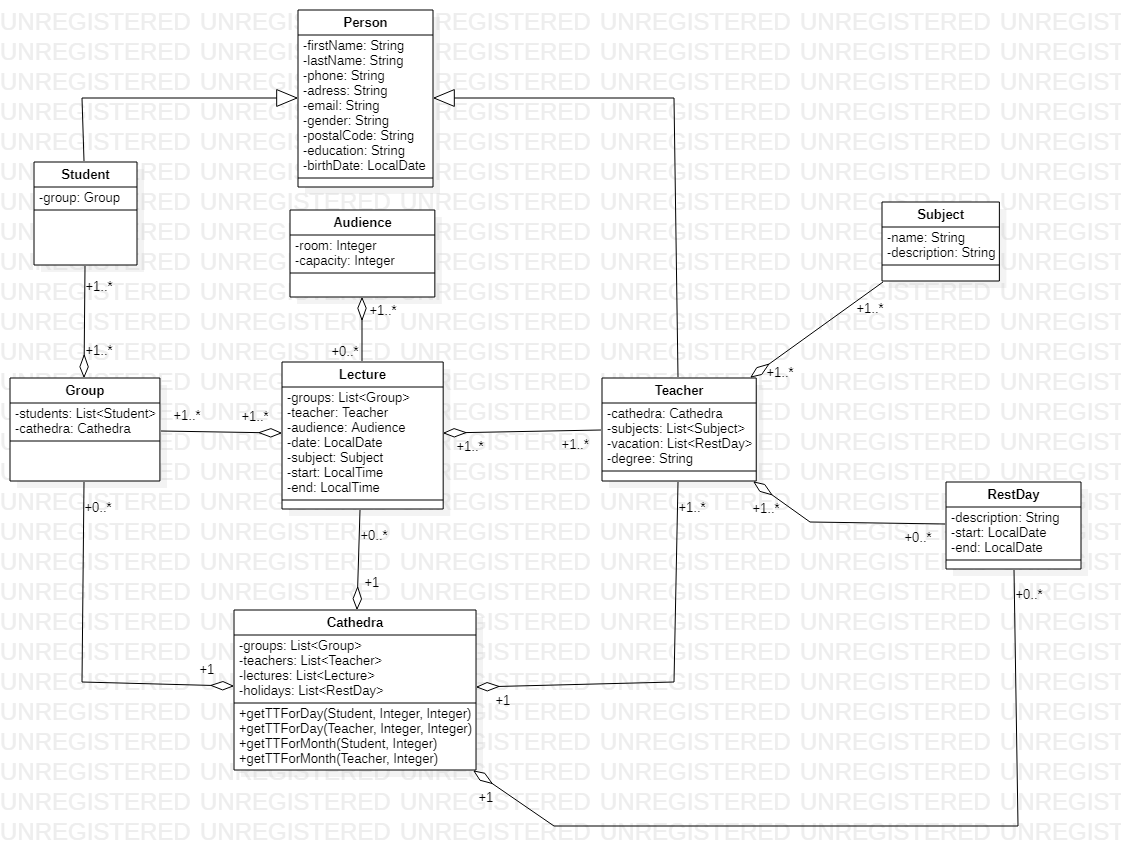 Person
-firstName: String
-lastName: String
-phone: String
-adress: String
-email: String
-gender: String
-postalCode: String
-education: String
-birthDate: LocalDate
Student
-group: Group
+1..*
+1..*
Audience
-room: Integer
-capacity: Integer
+1..*
+0..*
Subject
-name: String
-description: String
+1..*
+1..*
Group
-students: List<Student>
-cathedra: Cathedra
+1..*
+1..*
+0..*
Lecture
-groups: List<Group>
-teacher: Teacher
-audience: Audience
-date: LocalDate
-subject: Subject
-start: LocalTime
-end: LocalTime
+1..*
+1..*
+0..*
+1
Teacher
-cathedra: Cathedra
-subjects: List<Subject>
-vacation: List<RestDay>
-degree: String
+1..*
+1..*
+0..*
RestDay
-description: String
-start: LocalDate
-end: LocalDate
+0..*
Cathedra
-groups: List<Group>
-teachers: List<Teacher>
-lectures: List<Lecture>
-holidays: List<RestDay>
+getTTForDay(Student, Integer, Integer)
+getTTForDay(Teacher, Integer, Integer)
+getTTForMonth(Student, Integer)
+getTTForMonth(Teacher, Integer)
+1
+1
+1
UNREGISTERED UNREGISTERED UNREGISTERED UNREGISTERED UNREGISTERED UNREGIST